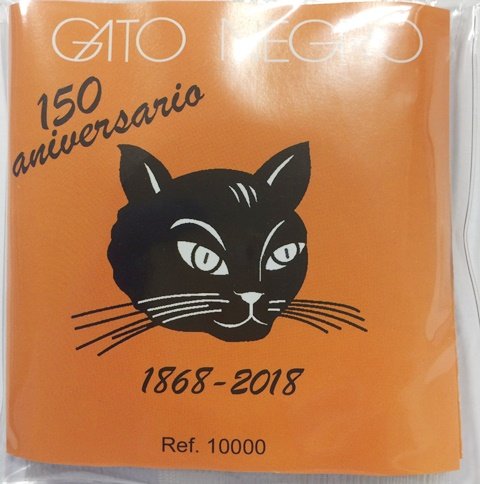 GATO NEGRO
150
aniversario
1868-2018
Ref. 10000